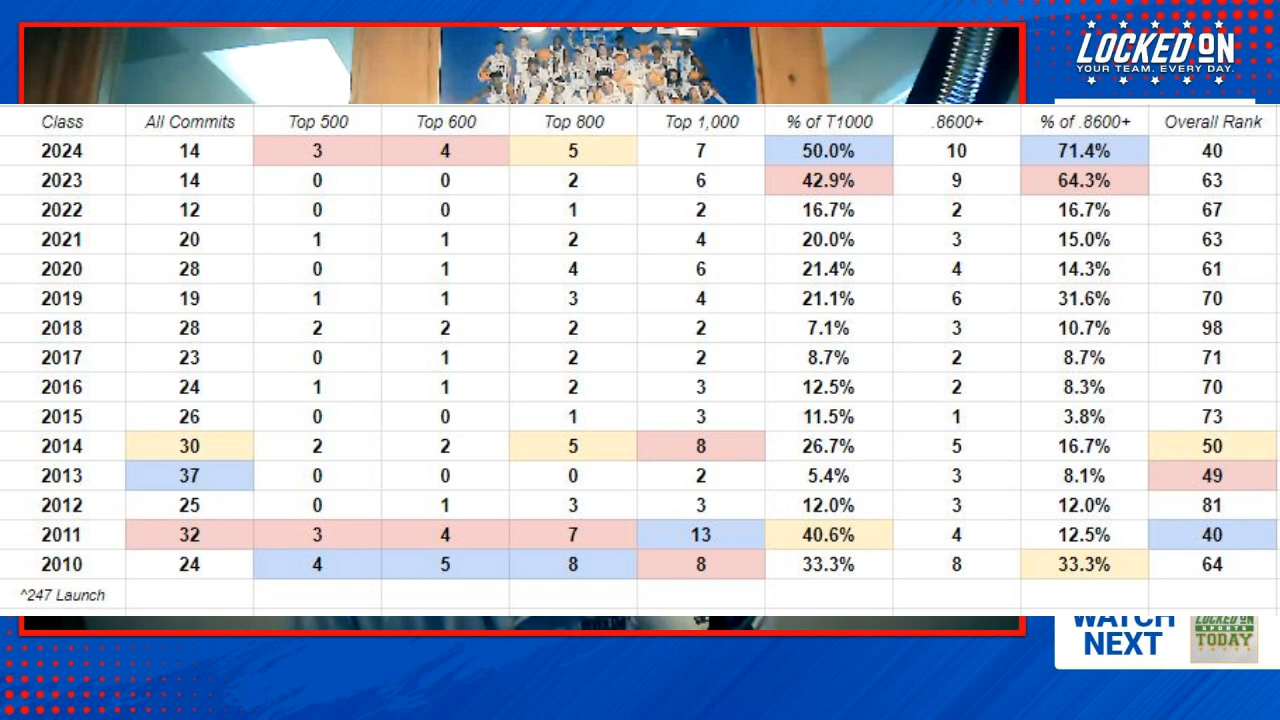 LOCKED ON
YOUR TEAM. EVERY DAY.
Class All Commits Top 500 Top 600 Top 800 Top 1,000 % of T1000 .8600+ % of .8600+ Overall Rank
2024 14 3 4 5 7 50.0% 10 71.4% 40
2023 14 0 0 2 6 42.9% 9 64.3% 63
2022 12 0 0 1 2 16.7% 2 16.7% 67
2021 20 1 1 2 4 20.0% 3 15.0% 63
2020 28 0 1 4 6 21.4% 4 14.3% 61
2019 19 1 1 3 4 21.1% 6 31.6% 70
2018 28 2 2 2 2 7.1% 3 10.7% 98
2017 23 0 1 2 2 8.7% 2 8.7% 71
2016 24 1 1 2 3 12.5% 2 8.3% 70
2015 26 0 0 1 3 11.5% 1 3.8% 73
2014 30 2 2 5 8 26.7% 5 16.7% 50
2013 37 0 0 0 2 5.4% 3 8.1% 49
2012 25 0 1 3 3 12.0% 3 12.0% 81
2011 32 3 4 7 13 40.6% 4 12.5% 40
2010 24 4 5 8 8 33.3% 8 33.3% 64
^247 Launch
WATCH
NEXT
LOCKED ON
SPORTS
TODAY